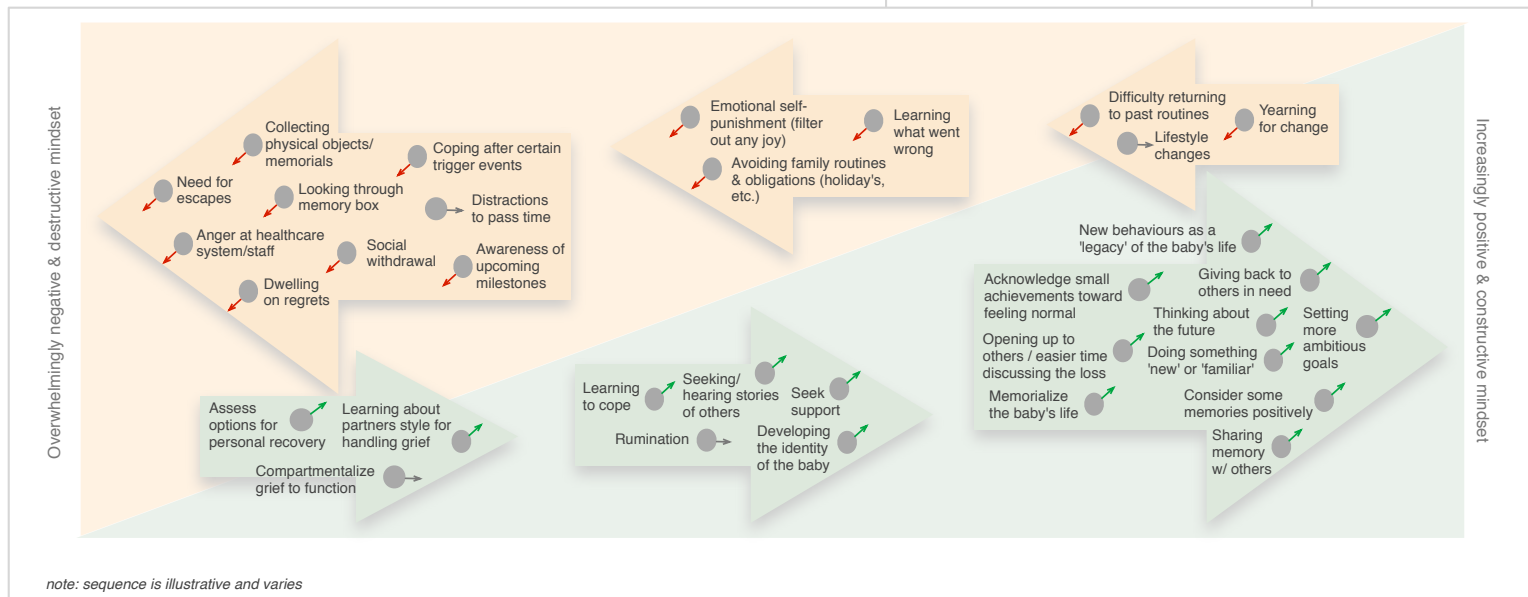 Overwhelmingly negative & destructive mindset
Collecting
physical objects/
memorials
Coping after certain
trigger events
Need for
escapes
Looking through
memory box
Distractions
to pass time
Anger at healthcare
system/staff
Social
withdrawal
Awareness of
upcoming
milestones
Dwelling
on regrets
Emotional self-
punishment (filter
out any joy)
Learning
what went
wrong
Avoiding family routines
& obligations (holiday's,
etc.)
Difficulty returning
to past routines
Yearning
for change
Lifestyle
changes
Assess
options for
personal recovery
Learning about
partners style for
handling grief
Compartmentalize
grief to function
Learning
to cope
Seeking/
hearing stories
of others
Seek
support
Rumination
Developing
the identity
of the baby
New behaviours as a
'legacy' of the baby's life
Acknowledge small
achievements toward
feeling normal
Giving back to
others in need
Thinking about
the future
Setting
more
ambitious
goals
Opening up to
others / easier time
discussing the loss
Doing something
'new' or 'familiar'
Memorialize
the baby's life
Consider some
memories positively
Sharing
memory
w/ others
Increasingly positive & constructive mindset
note: sequence is illustrative and varies